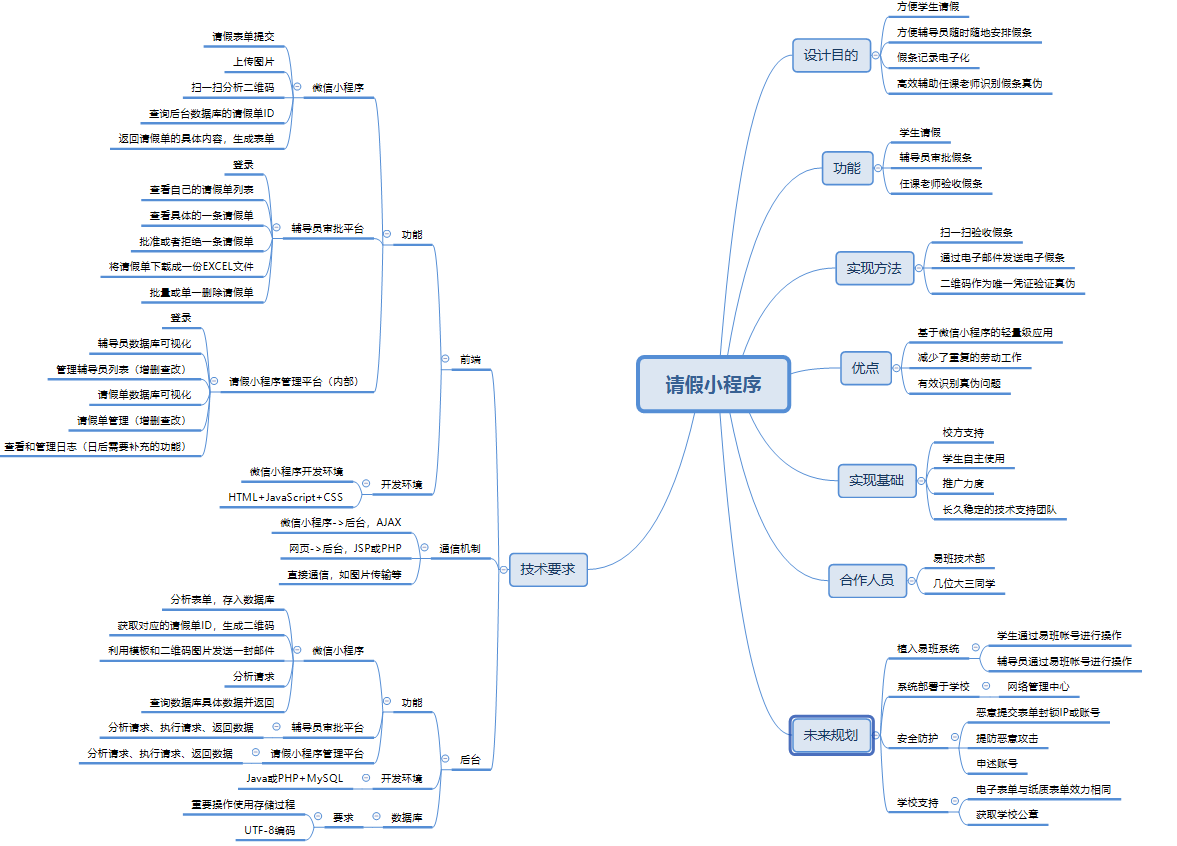 请假小程序
设计目的
方便学生请假
方便辅导员随时随地安排假条
假条记录电子化
高效辅助任课老师识别假条真伪
功能
学生请假
辅导员审批假条
任课老师验收假条
实现方法
扫一扫验收假条
通过电子邮件发送电子假条
二维码作为唯一凭证验证真伪
优点
基于微信小程序的轻量级应用
减少了重复的劳动工作
有效识别真伪问题
实现基础
校方支持
学生自主使用
推广力度
长久稳定的技术支持团队
合作人员
易班技术部
几位大三同学
未来规划
植入易班系统
学生通过易班帐号进行操作
辅导员通过易班帐号进行操作
系统部署于学校
网络管理中心
安全防护
恶意提交表单封锁IP或账号
提防恶意攻击
申述账号
学校支持
电子表单与纸质表单效力相同
获取学校公章
技术要求
前端
功能
微信小程序
请假表单提交
上传图片
扫一扫分析二维码
查询后台数据库的请假单ID
返回请假单的具体内容，生成表单
辅导员审批平台
登录
查看自己的请假单列表
查看具体的一条请假单
批准或者拒绝一条请假单
将请假单下载成一份EXCEL文件
批量或单一删除请假单
请假小程序管理平台（内部）
登录
辅导员数据库可视化
管理辅导员列表（增删查改）
请假单数据库可视化
请假单管理（增删查改）
查看和管理日志（日后需要补充的功能）
开发环境
微信小程序开发环境
HTML+JavaScript+CSS
通信机制
微信小程序->后台，AJAX
网页->后台，JSP或PHP
直接通信，如图片传输等
后台
功能
微信小程序
分析表单，存入数据库
获取对应的请假单ID，生成二维码
利用模板和二维码图片发送一封邮件
分析请求
查询数据库具体数据并返回
辅导员审批平台
分析请求、执行请求、返回数据
请假小程序管理平台
分析请求、执行请求、返回数据
开发环境
Java或PHP+MySQL
数据库
要求
重要操作使用存储过程
UTF-8编码